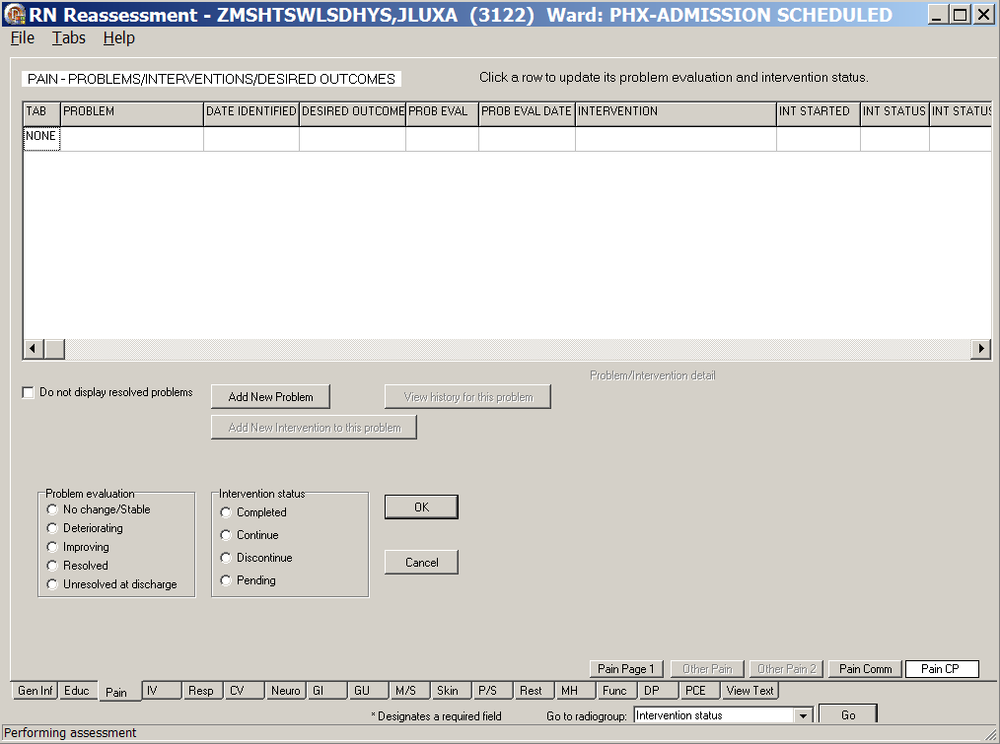 RN Reassessment - ZMSHTSWLSDHYS,JLUXA (3122) Ward: PHX-ADMISSION SCHEDULED
File Tabs Help
PAIN - PROBLEMS/INTERVENTIONS/DESIRED OUTCOMES
Click a row to update its problem evaluation and intervention status.
TAB PROBLEM DATE IDENTIFIED DESIRED OUTCOME PROB EVAL PROB EVAL DATE INTERVENTION INT STARTED INT STATUS INT STATUS
NONE
Problem/Intervention detail
Do not display resolved problems
Add New Problem
View history for this problem
Add New Intervention to this problem
Problem evaluation
No change/Stable
Deteriorating
Improving
Resolved
Unresolved at discharge
Intervention status
Completed
Continue
Discontinue
Pending
OK
Cancel
Pain Page 1 Other Pain Other Pain 2 Pain Comm Pain CP
Gen Inf Educ Pain IV Resp CV Neuro GI GU M/S Skin P/S Rest MH Func DP PCE View Text
* Designates a required field Go to radiogroup: Intervention status Go
Performing assessment